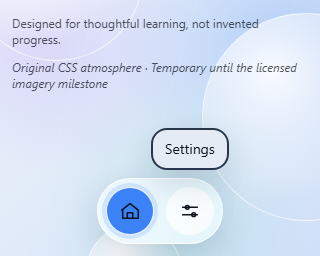 Designed for thoughtful learning, not invented
progress.
Original CSS atmosphere · Temporary until the licensed
imagery milestone
Settings